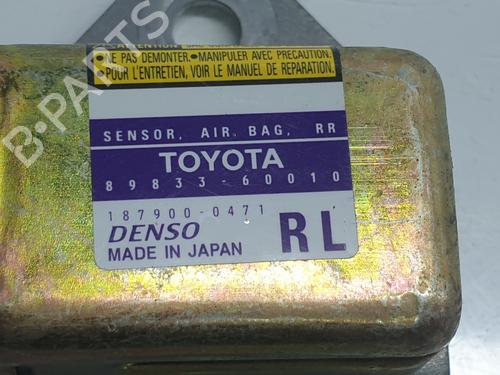 ATTENTION
•NE PAS DEMONTER.•MANIPULER AVEC PRECAUTION.
•POUR L'ENTRETIEN, VOIR LE MANUEL DE REPARATION.
SENSOR, AIR BAG, RR
TOYOTA
89833-60010
187900-0471
DENSO
MADE IN JAPAN
RL
B-PARTS